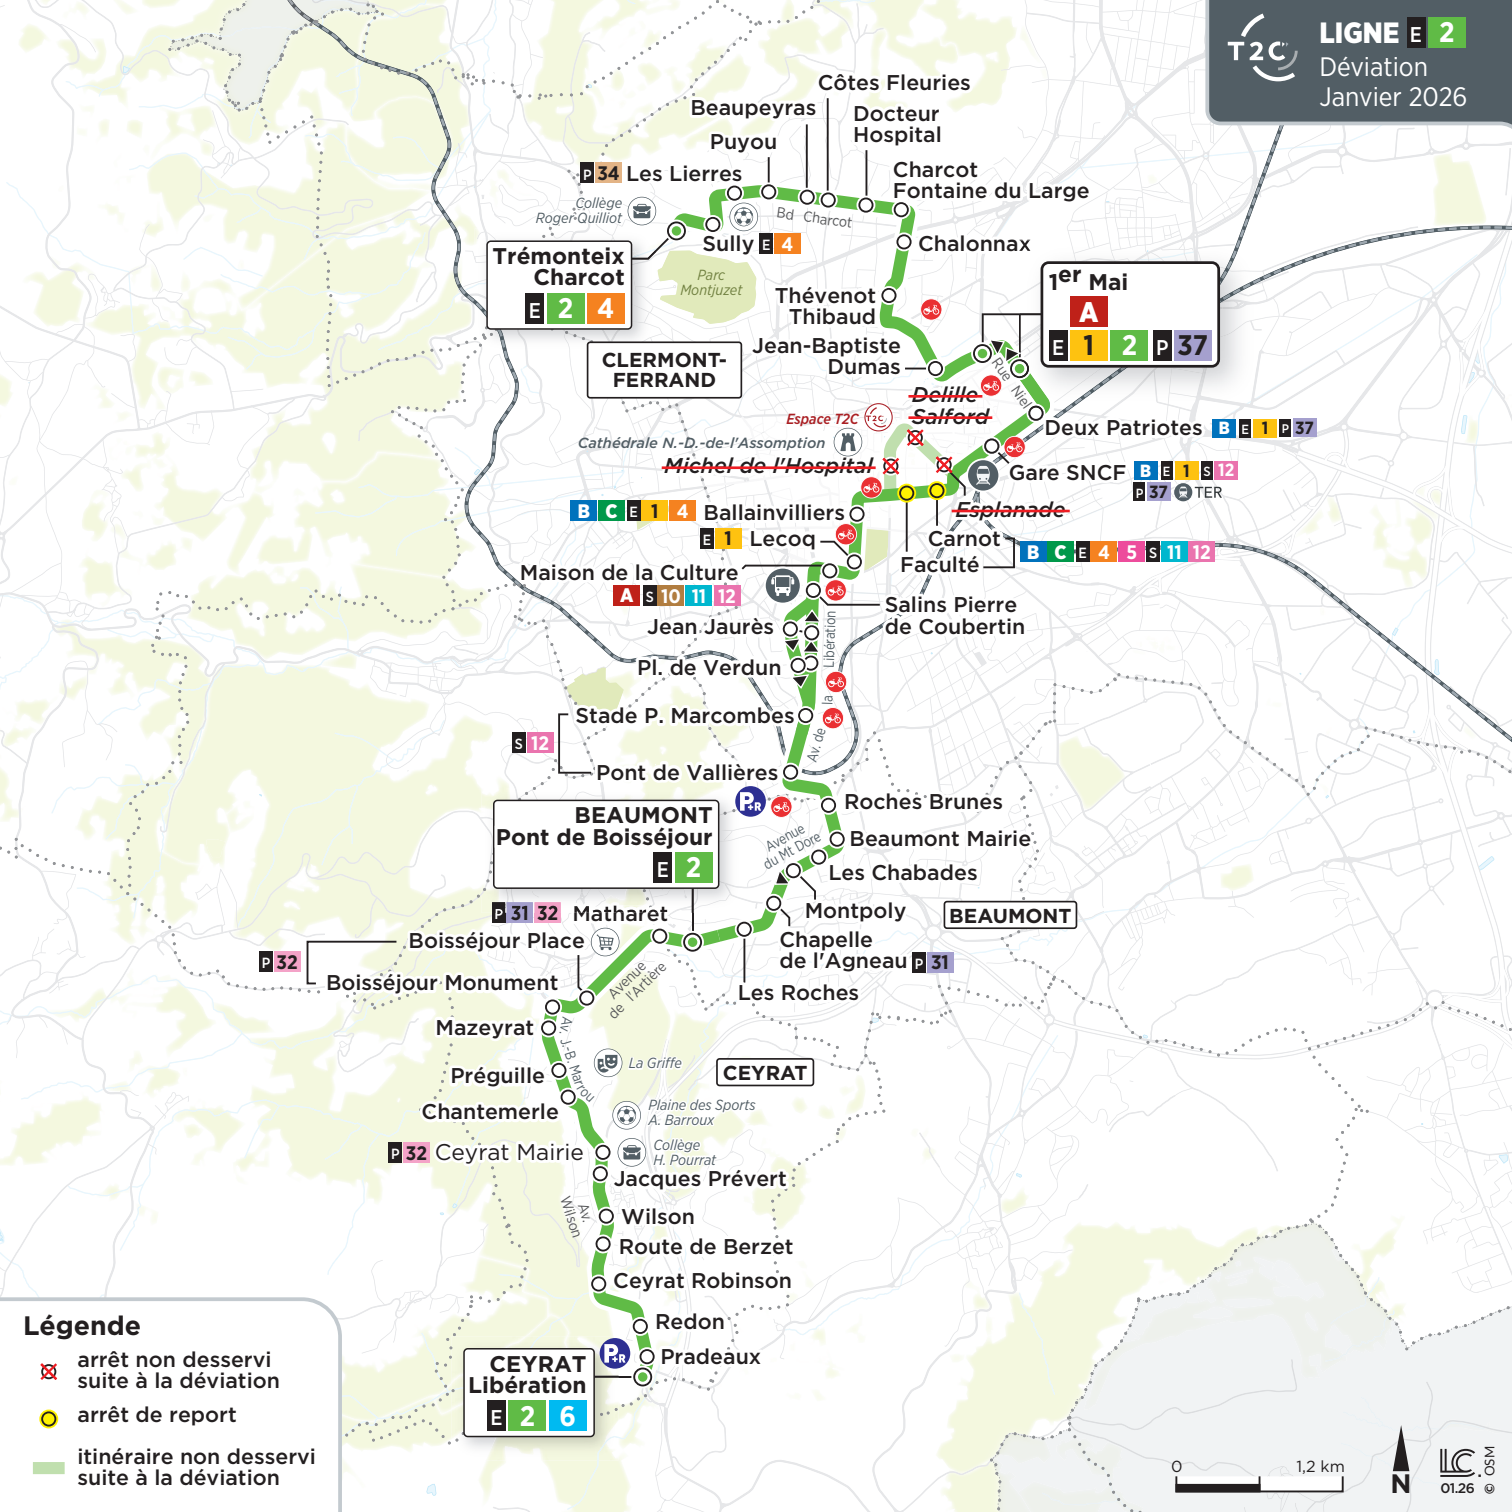 T2C
LIGNE E 2
Déviation
Janvier 2026
Côtes Fleuries
Beaupeyras
Docteur
Hospital
Puyou
P 34 Les Lierres
Charcot
Fontaine du Large
Collège
Roger-Quilliot
Bd Charcot
Sully E 4
Chalonnax
Trémonteix
Charcot
E 2 4
Parc
Montjuzet
1er Mai
A
E 1 2 P 37
Thévenot
Thibaud
Jean-Baptiste
Dumas
CLERMONT-
FERRAND
Rue Niel
Delille
Salford
Espace T2C
T2C
Cathédrale N.-D.-de-l'Assomption
Michel de l'Hospital
Deux Patriotes B E 1 P 37
Gare SNCF B E 1 S 12
P 37 TER
Esplanade
B C E 1 4 Ballainvilliers
E 1 Lecoq
Carnot
Faculté
B C E 4 5 S 11 12
Maison de la Culture
A S 10 11 12
Salins Pierre
de Coubertin
Jean Jaurès
Pl. de Verdun
Av. de la Libération
Stade P. Marcombes
S 12
Pont de Vallières
P+R
Roches Brunes
BEAUMONT
Pont de Boisséjour
E 2
Avenue
du Mt Dore
Beaumont Mairie
Les Chabades
Montpoly
BEAUMONT
P 31 32 Matharet
Boisséjour Place
P 32
Boisséjour Monument
Chapelle
de l'Agneau P 31
Avenue
de l'Artière
Les Roches
Mazeyrat
Av. J.-B. Marrou
La Griffe
CEYRAT
Préguille
Chantemerle
Plaine des Sports
A. Barroux
P 32 Ceyrat Mairie
Collège
H. Pourrat
Jacques Prévert
Av.
Wilson
Wilson
Route de Berzet
Ceyrat Robinson
Redon
P+R
Pradeaux
CEYRAT
Libération
E 2 6
Légende
arrêt non desservi
suite à la déviation
arrêt de report
itinéraire non desservi
suite à la déviation
0 1,2 km
N
LC.
01.26
© OSM